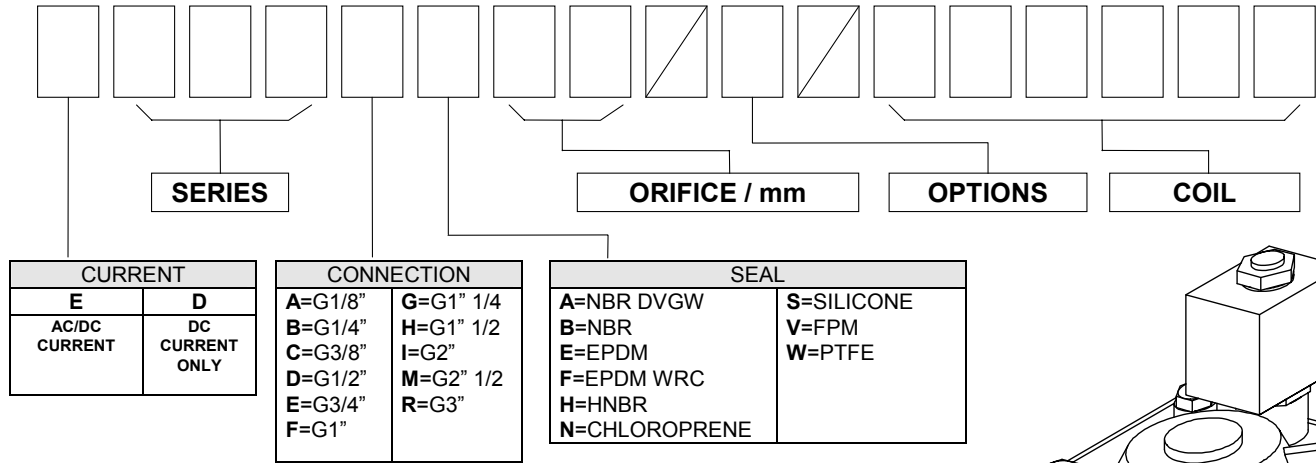 SERIES
ORIFICE / mm
OPTIONS
COIL
CURRENT
E D
AC/DC CURRENT
DC CURRENT ONLY
CONNECTION
A=G1/8” G=G1” 1/4
B=G1/4” H=G1” 1/2
C=G3/8” I=G2”
D=G1/2” M=G2” 1/2
E=G3/4” R=G3”
F=G1”
SEAL
A=NBR DVGW S=SILICONE
B=NBR V=FPM
E=EPDM W=PTFE
F=EPDM WRC
H=HNBR
N=CHLOROPRENE